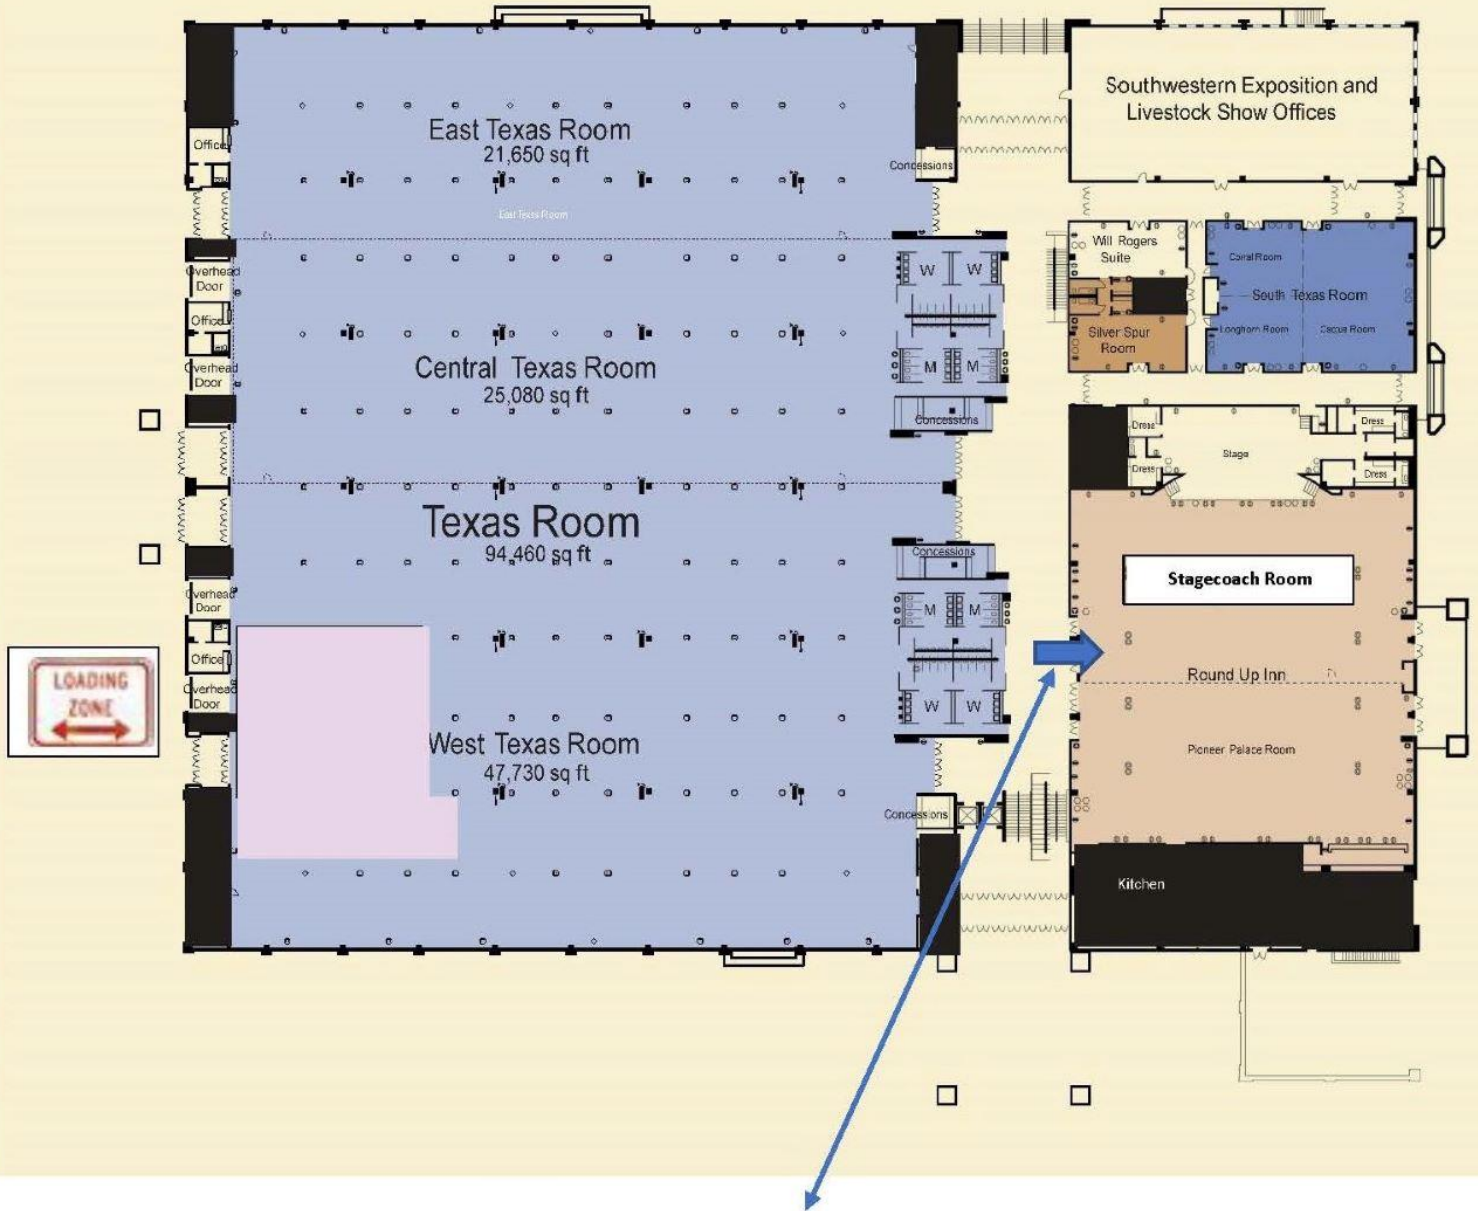 Southwestern Exposition and
Livestock Show Offices
East Texas Room
21,650 sq ft
Office
Concessions
East Texas Room
Will Rogers
Suite
Corral Room
South Texas Room
Longhorn Room
Cactus Room
Silver Spur
Room
Overhead
Door
Office
Overhead
Door
W
W
M
M
Central Texas Room
25,080 sq ft
Concessions
Dress
Dress
Stage
Dress
Dress
Texas Room
94,460 sq ft
Concessions
Stagecoach Room
Overhead
Door
M
M
Office
Overhead
Door
LOADING
ZONE
W
W
Round Up Inn
West Texas Room
47,730 sq ft
Pioneer Palace Room
Concessions
Kitchen